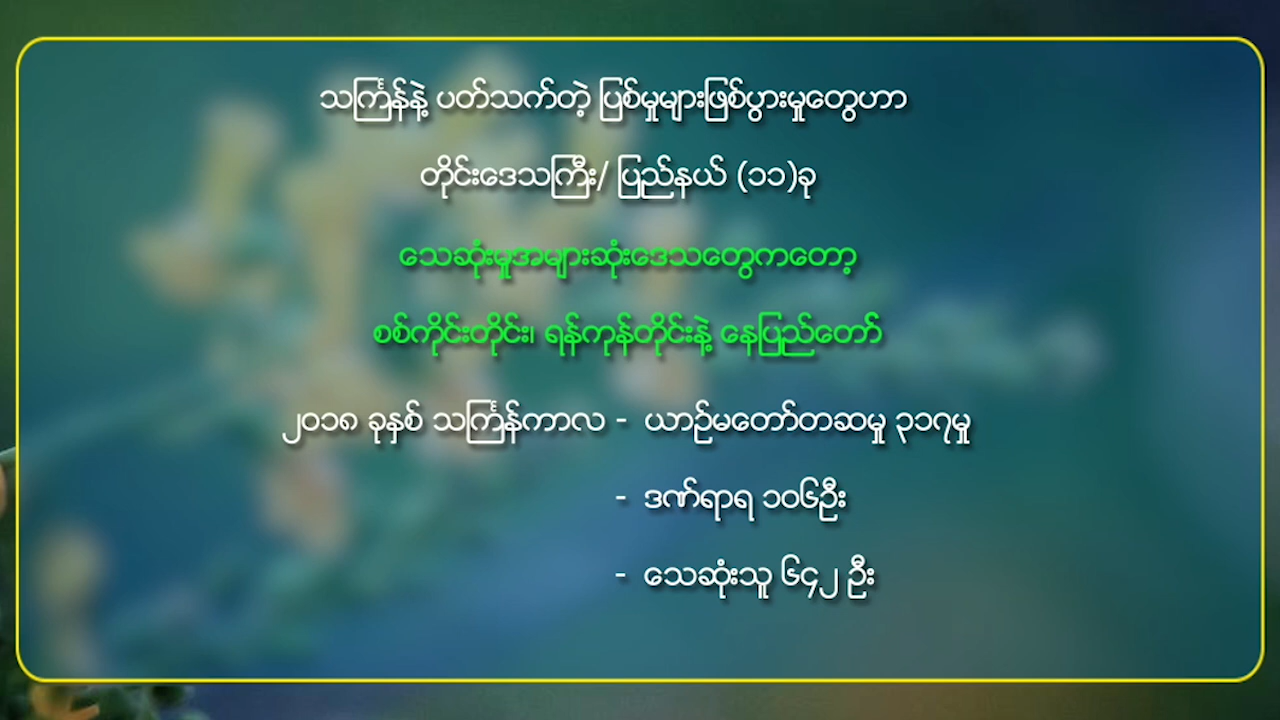 သင်္ကြန်နဲ့ ပတ်သက်တဲ့ ပြစ်မှုများဖြစ်ပွားမှုတွေဟာ
တိုင်းဒေသကြီး/ ပြည်နယ် (၁၁)ခု
သေဆုံးမှုအများဆုံးဒေသတွေကတော့
စစ်ကိုင်းတိုင်း၊ ရန်ကုန်တိုင်းနဲ့ နေပြည်တော်
၂၀၁၈ ခုနှစ် သင်္ကြန်ကာလ - ယာဉ်မတော်တဆမှု ၃၁၇မှု
- ဒဏ်ရာရ ၁၀၆ဦး
- သေဆုံးသူ ၆၄၂ ဦး